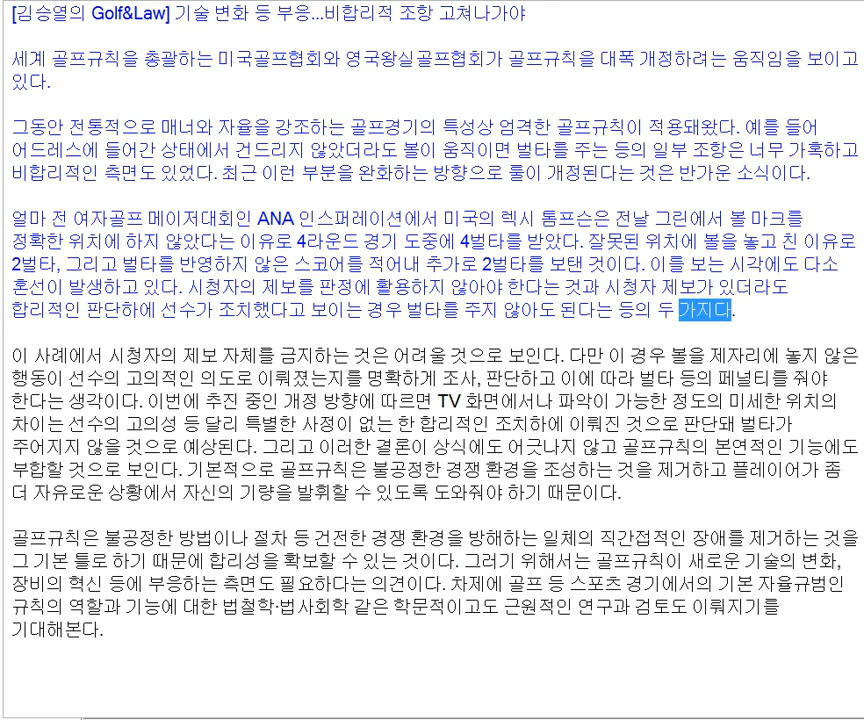 [김승열의 Golf&Law] 기술 변화 등 부응...비합리적 조항 고쳐나가야
세계 골프규칙을 총괄하는 미국골프협회와 영국왕실골프협회가 골프규칙을 대폭 개정하려는 움직임을 보이고
있다.
그동안 전통적으로 매너와 자율을 강조하는 골프경기의 특성상 엄격한 골프규칙이 적용돼왔다. 예를 들어
어드레스에 들어간 상태에서 건드리지 않았더라도 볼이 움직이면 벌타를 주는 등의 일부 조항은 너무 가혹하고
비합리적인 측면도 있었다. 최근 이런 부분을 완화하는 방향으로 룰이 개정된다는 것은 반가운 소식이다.
얼마 전 여자골프 메이저대회인 ANA 인스퍼레이션에서 미국의 렉시 톰프슨은 전날 그린에서 볼 마크를
정확한 위치에 하지 않았다는 이유로 4라운드 경기 도중에 4벌타를 받았다. 잘못된 위치에 볼을 놓고 친 이유로
2벌타, 그리고 벌타를 반영하지 않은 스코어를 적어내 추가로 2벌타를 보탠 것이다. 이를 보는 시각에도 다소
혼선이 발생하고 있다. 시청자의 제보를 판정에 활용하지 않아야 한다는 것과 시청자 제보가 있더라도
합리적인 판단하에 선수가 조치했다고 보이는 경우 벌타를 주지 않아도 된다는 등의 두 가지다.
이 사례에서 시청자의 제보 자체를 금지하는 것은 어려울 것으로 보인다. 다만 이 경우 볼을 제자리에 놓지 않은
행동이 선수의 고의적인 의도로 이뤄졌는지를 명확하게 조사, 판단하고 이에 따라 벌타 등의 페널티를 줘야
한다는 생각이다. 이번에 추진 중인 개정 방향에 따르면 TV 화면에서나 파악이 가능한 정도의 미세한 위치의
차이는 선수의 고의성 등 달리 특별한 사정이 없는 한 합리적인 조치하에 이뤄진 것으로 판단돼 벌타가
주어지지 않을 것으로 예상된다. 그리고 이러한 결론이 상식에도 어긋나지 않고 골프규칙의 본연적인 기능에도
부합할 것으로 보인다. 기본적으로 골프규칙은 불공정한 경쟁 환경을 조성하는 것을 제거하고 플레이어가 좀
더 자유로운 상황에서 자신의 기량을 발휘할 수 있도록 도와줘야 하기 때문이다.
골프규칙은 불공정한 방법이나 절차 등 건전한 경쟁 환경을 방해하는 일체의 직간접적인 장애를 제거하는 것을
그 기본 틀로 하기 때문에 합리성을 확보할 수 있는 것이다. 그러기 위해서는 골프규칙이 새로운 기술의 변화,
장비의 혁신 등에 부응하는 측면도 필요하다는 의견이다. 차제에 골프 등 스포츠 경기에서의 기본 자율규범인
규칙의 역할과 기능에 대한 법철학·법사회학 같은 학문적이고도 근원적인 연구과 검토도 이뤄지기를
기대해본다.